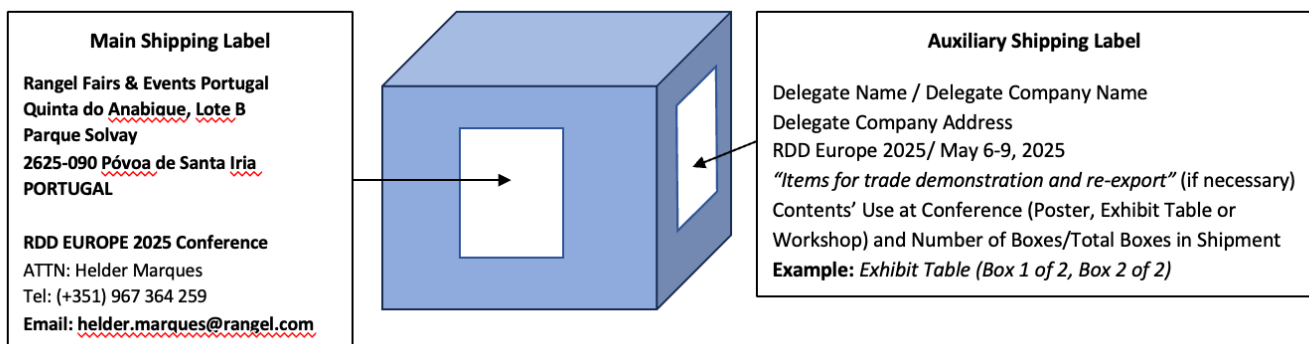 Main Shipping Label
Rangel Fairs & Events Portugal
Quinta do Anabique, Lote B
Parque Solvay
2625-090 Póvoa de Santa Iria
PORTUGAL
RDD EUROPE 2025 Conference
ATTN: Helder Marques
Tel: (+351) 967 364 259
Email: helder.marques@rangel.com
Auxiliary Shipping Label
Delegate Name / Delegate Company Name
Delegate Company Address
RDD Europe 2025/ May 6-9, 2025
“Items for trade demonstration and re-export” (if necessary)
Contents’ Use at Conference (Poster, Exhibit Table or
Workshop) and Number of Boxes/Total Boxes in Shipment
Example: Exhibit Table (Box 1 of 2, Box 2 of 2)